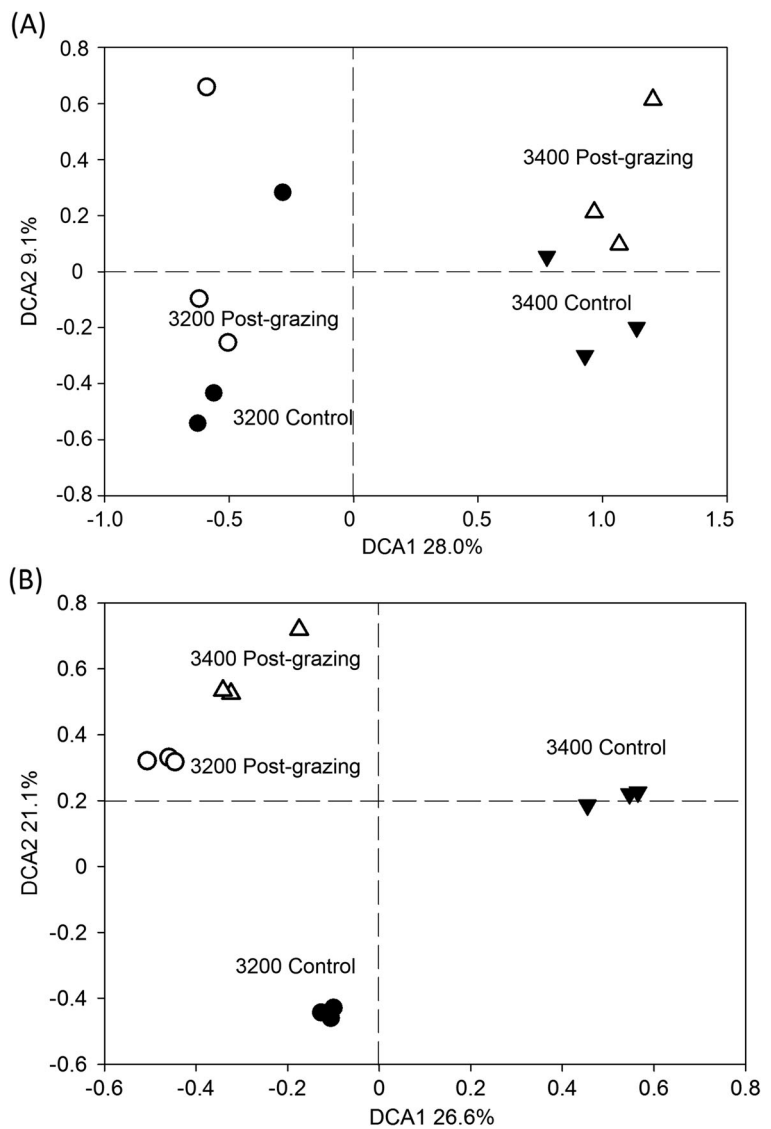 (A)
0.8
0.6
0.4
0.2
0
-0.2
-0.4
-0.6
-0.8
DCA2 9.1%
3400 Post-grazing
3400 Control
3200 Post-grazing
3200 Control
-1.0 -0.5 0 0.5 1.0 1.5
DCA1 28.0%
(B)
0.8
0.6
0.4
0.2
0
-0.2
-0.4
-0.6
DCA2 21.1%
3400 Post-grazing
3200 Post-grazing
3400 Control
3200 Control
-0.6 -0.4 -0.2 0 0.2 0.4 0.6 0.8
DCA1 26.6%